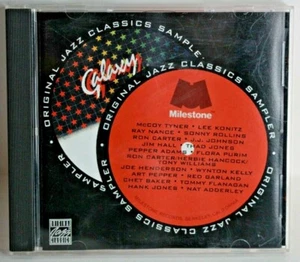 ORIGINAL JAZZ CLASSICS SAMPLER
ORIGINAL JAZZ CLASSICS SAMPLER
Galaxy
Milestone
McCOY TYNER • LEE KONITZ
RAY NANCE • SONNY ROLLINS
RON CARTER • J.J. JOHNSON
JIM HALL • THAD JONES
PEPPER ADAMS • FLORA PURIM
RON CARTER/HERBIE HANCOCK/
TONY WILLIAMS
JOE HENDERSON • WYNTON KELLY
ART PEPPER • RED GARLAND
CHET BAKER • TOMMY FLANAGAN
HANK JONES • NAT ADDERLEY
ORIGINAL
JAZZ
CLASSICS